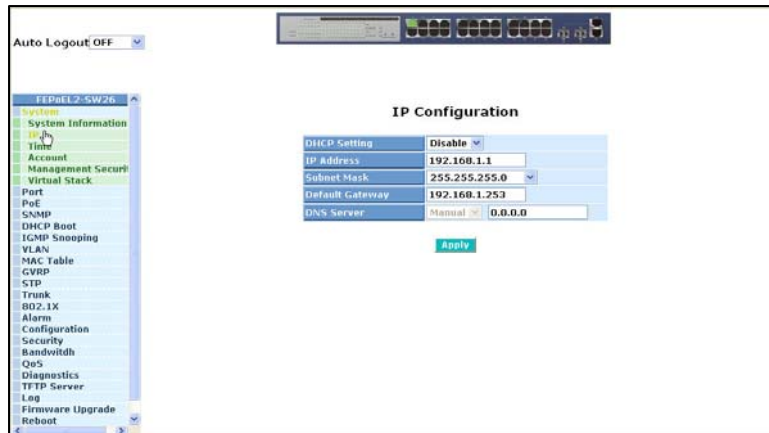 Auto Logout OFF
FEPoEL2-SW26
System
System Information
IP
Time
Account
Management Securit
Virtual Stack
Port
PoE
SNMP
DHCP Boot
IGMP Snooping
VLAN
MAC Table
GVRP
STP
Trunk
802.1X
Alarm
Configuration
Security
Bandwitdh
QoS
Diagnostics
TFTP Server
Log
Firmware Upgrade
Reboot
IP Configuration
DHCP Setting Disable
IP Address 192.168.1.1
Subnet Mask 255.255.255.0
Default Gateway 192.168.1.253
DNS Server Manual 0.0.0.0
Apply